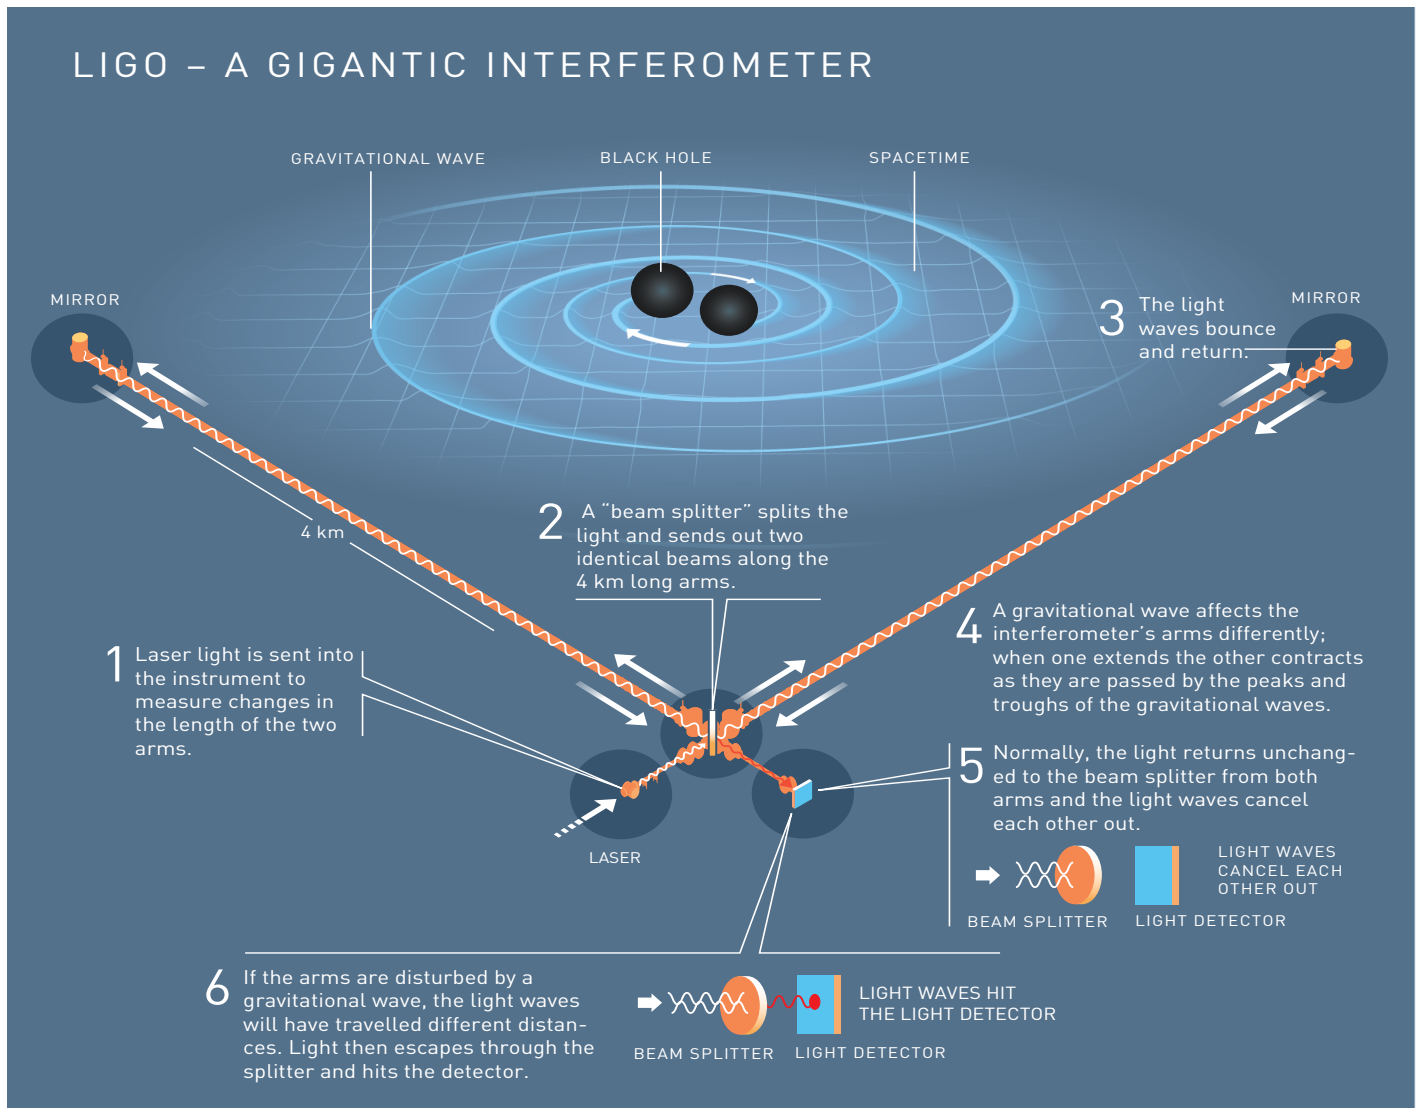 LIGO – A GIGANTIC INTERFEROMETER
GRAVITATIONAL WAVE
BLACK HOLE
SPACETIME
MIRROR
MIRROR
3
The light
waves bounce
and return.
4 km
2
A “beam splitter” splits the
light and sends out two
identical beams along the
4 km long arms.
1
Laser light is sent into
the instrument to
measure changes in
the length of the two
arms.
4
A gravitational wave affects the
interferometer’s arms differently;
when one extends the other contracts
as they are passed by the peaks and
troughs of the gravitational waves.
LASER
5
Normally, the light returns unchang-
ed to the beam splitter from both
arms and the light waves cancel
each other out.
LIGHT WAVES
CANCEL EACH
OTHER OUT
BEAM SPLITTER
LIGHT DETECTOR
6
If the arms are disturbed by a
gravitational wave, the light waves
will have travelled different distan-
ces. Light then escapes through the
splitter and hits the detector.
LIGHT WAVES HIT
THE LIGHT DETECTOR
BEAM SPLITTER
LIGHT DETECTOR